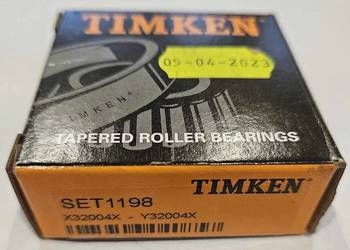 TIMKEN
05-04-2023
TIMKEN
TAPERED ROLLER BEARINGS
SET1198
X32004X - Y32004X
TIMKEN